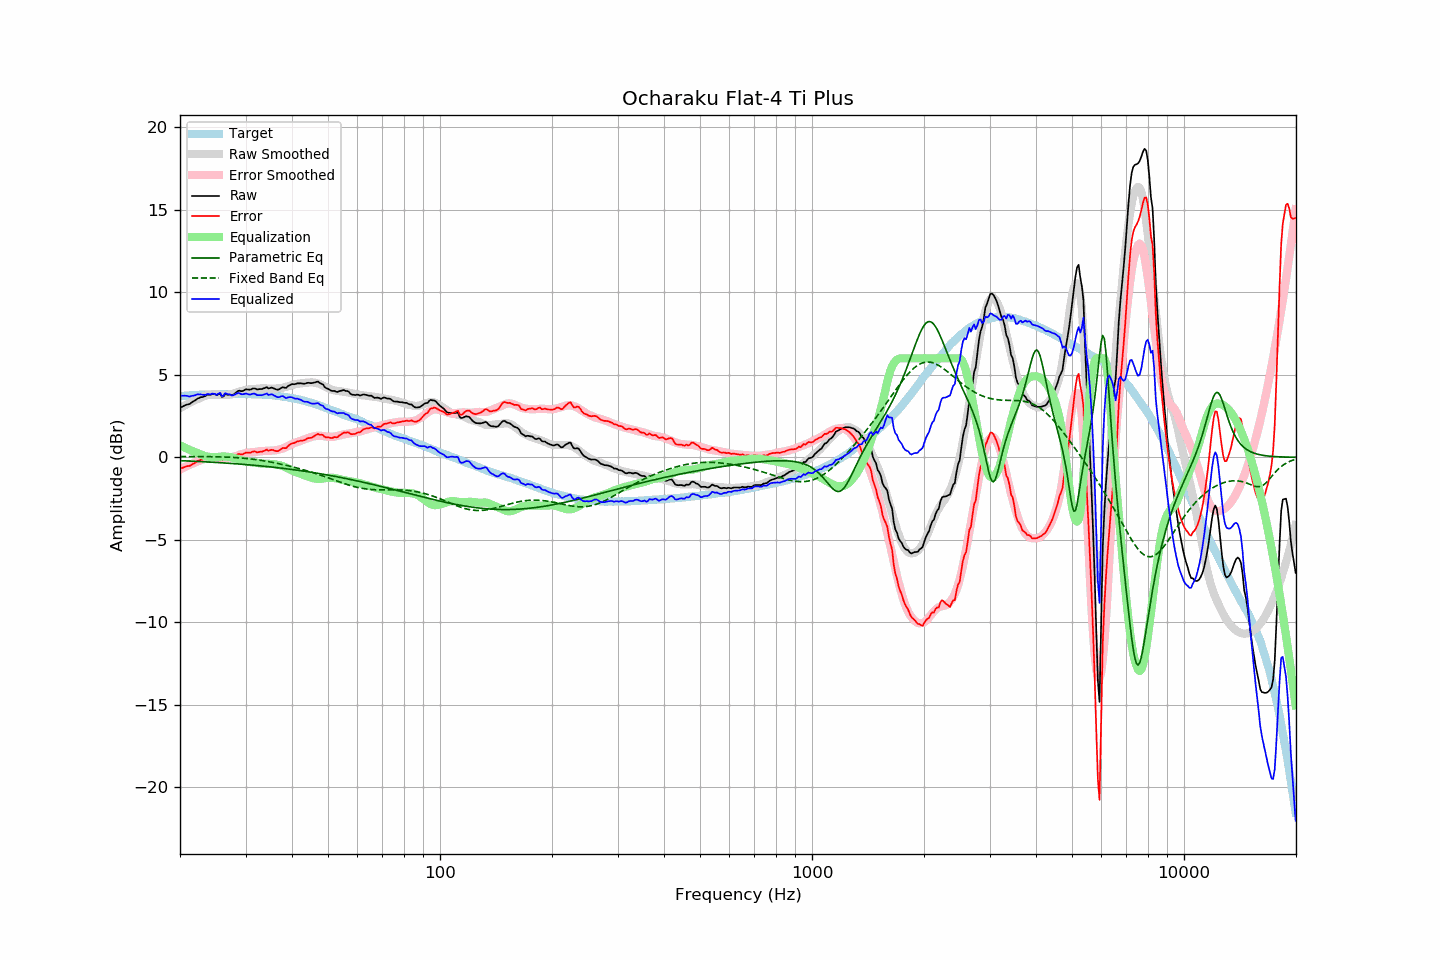 Ocharaku Flat-4 Ti Plus
Target
Raw Smoothed
Error Smoothed
Raw
Error
Equalization
Parametric Eq
Fixed Band Eq
Equalized
20
15
10
5
0
−5
−10
−15
−20
Amplitude (dBr)
100
1000
10000
Frequency (Hz)